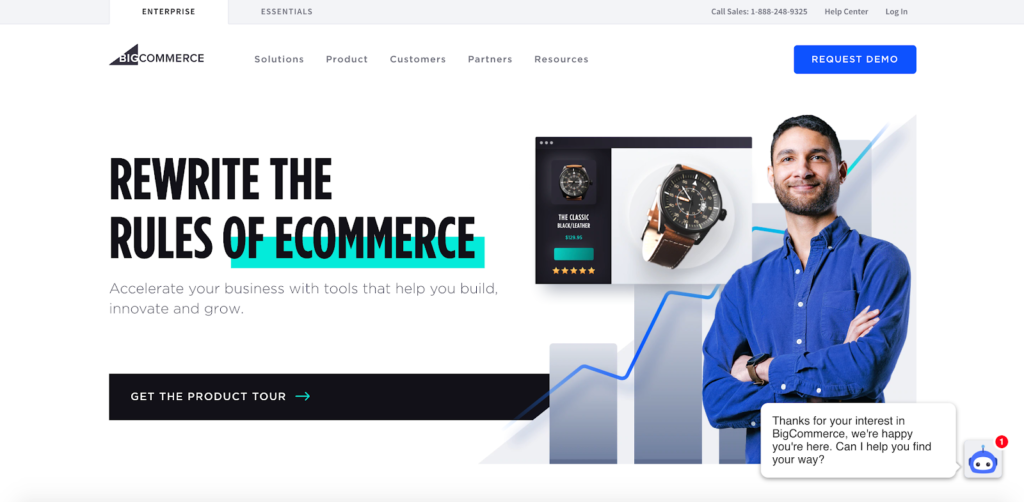 ENTERPRISE
ESSENTIALS
Call Sales: 1-888-248-9325
Help Center
Log In
BIGCOMMERCE
Solutions
Product
Customers
Partners
Resources
REQUEST DEMO
REWRITE THE
RULES OF ECOMMERCE
Accelerate your business with tools that help you build,
innovate and grow.
GET THE PRODUCT TOUR
THE CLASSIC
BLACK/LEATHER
$129.95
Thanks for your interest in
BigCommerce, we're happy
you're here. Can I help you find
your way?
1